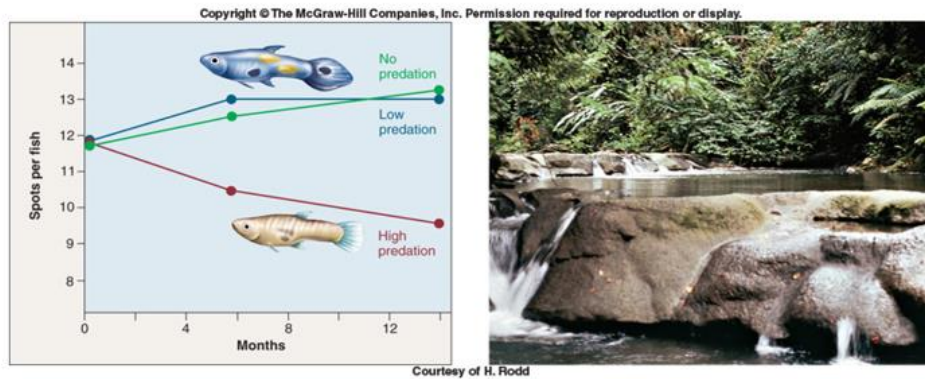 Copyright © The McGraw-Hill Companies, Inc. Permission required for reproduction or display.
14
13
12
11
10
9
8
Spots per fish
No
predation
Low
predation
High
predation
0
4
8
12
Months
Courtesy of H. Rodd